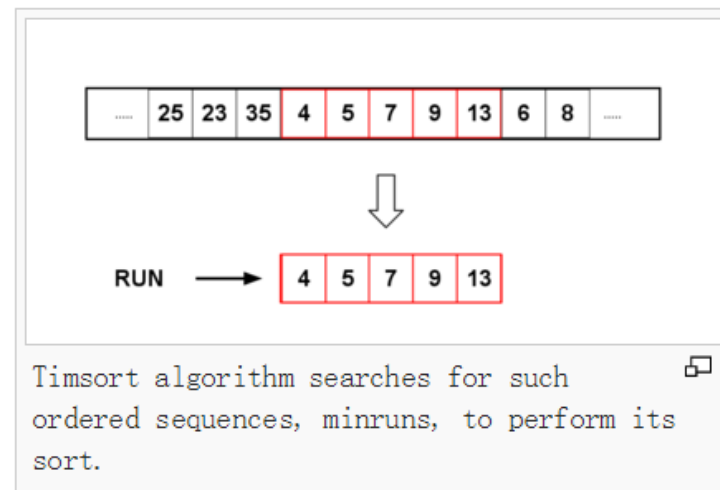 ...... 25 23 35 4 5 7 9 13 6 8 ......
RUN 4 5 7 9 13
Timsort algorithm searches for such
ordered sequences, minruns, to perform its
sort.